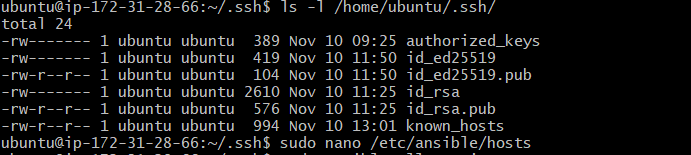 ubuntu@ip-172-31-28-66:~/.ssh$ ls -l /home/ubuntu/.ssh/
total 24
-rw------- 1 ubuntu ubuntu  389 Nov 10 09:25 authorized_keys
-rw------- 1 ubuntu ubuntu  419 Nov 10 11:50 id_ed25519
-rw-r--r-- 1 ubuntu ubuntu  104 Nov 10 11:50 id_ed25519.pub
-rw------- 1 ubuntu ubuntu 2610 Nov 10 11:25 id_rsa
-rw-r--r-- 1 ubuntu ubuntu  576 Nov 10 11:25 id_rsa.pub
-rw-r--r-- 1 ubuntu ubuntu  994 Nov 10 13:01 known_hosts
ubuntu@ip-172-31-28-66:~/.ssh$ sudo nano /etc/ansible/hosts